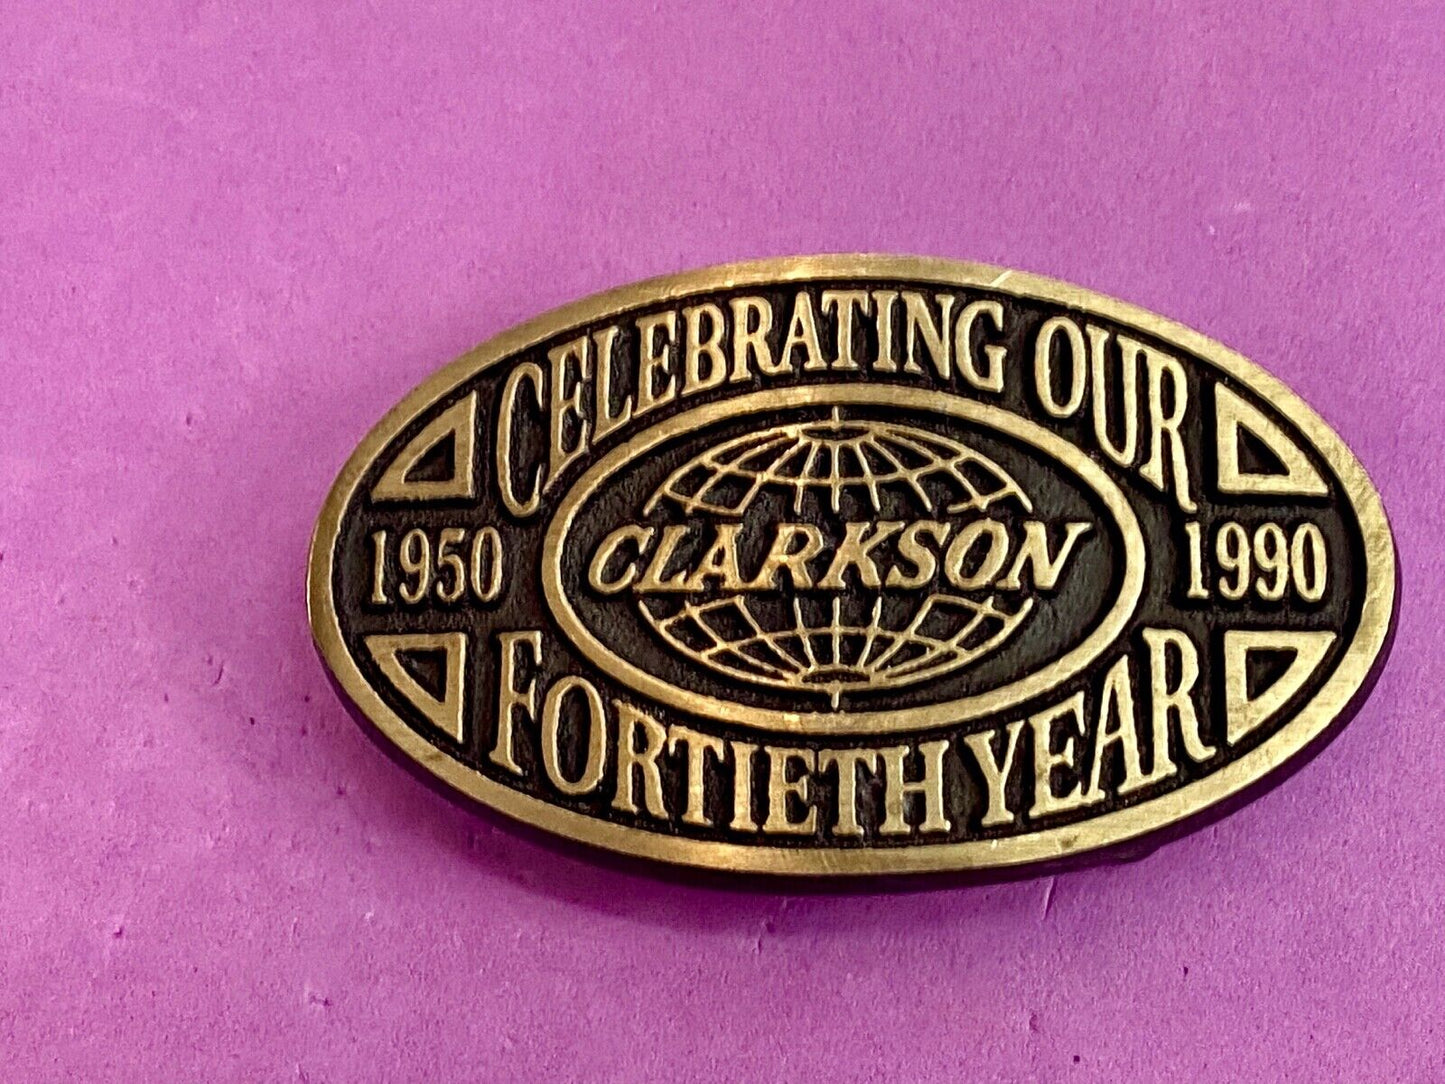 CELEBRATING OUR
1950
CLARKSON
1990
FORTIETH YEAR